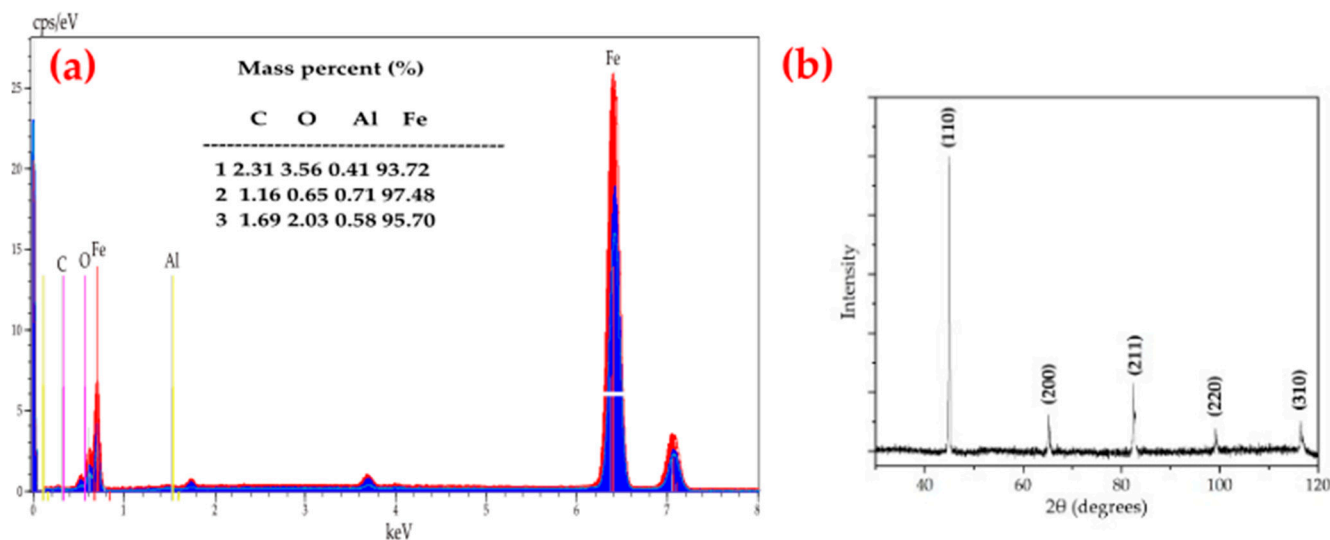 cps/eV
(a)
Fe
Mass percent (%)
C O Al Fe
1 2.31 3.56 0.41 93.72
2 1.16 0.65 0.71 97.48
3 1.69 2.03 0.58 95.70
25
20
15
10
5
0
C O Fe Al
0 1 2 3 4 5 6 7 8
keV
(b)
(110)
(200)
(211)
(220)
(310)
Intensity
40 60 80 100 120
2θ (degrees)